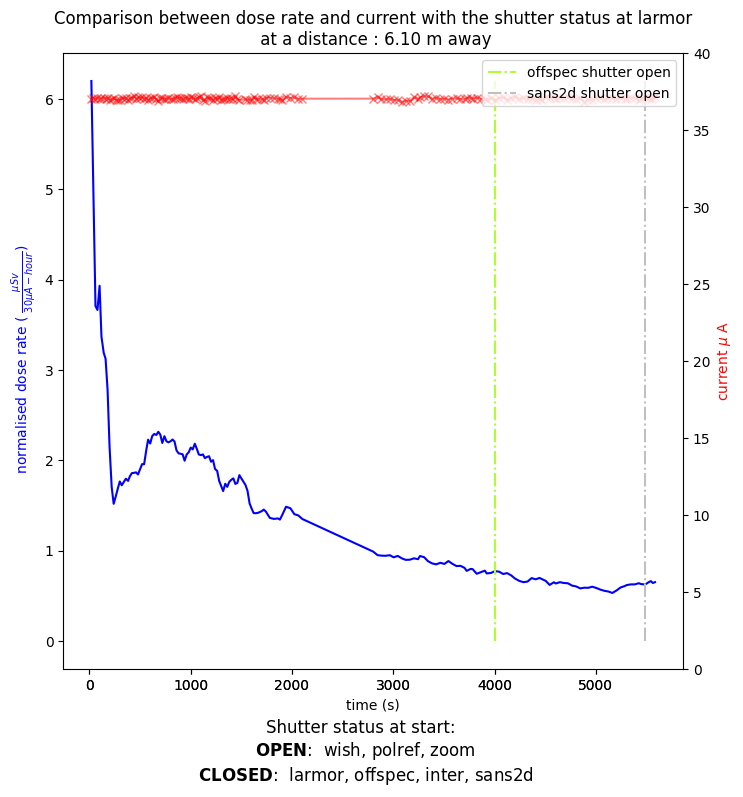 Comparison between dose rate and current with the shutter status at larmor
at a distance : 6.10 m away
offspec shutter open
sans2d shutter open
normalised dose rate ( μSv / 30μA − hour )
current μ A
6
5
4
3
2
1
0
40
35
30
25
20
15
10
5
0
0 1000 2000 3000 4000 5000
time (s)
Shutter status at start:
OPEN: wish, polref, zoom
CLOSED: larmor, offspec, inter, sans2d